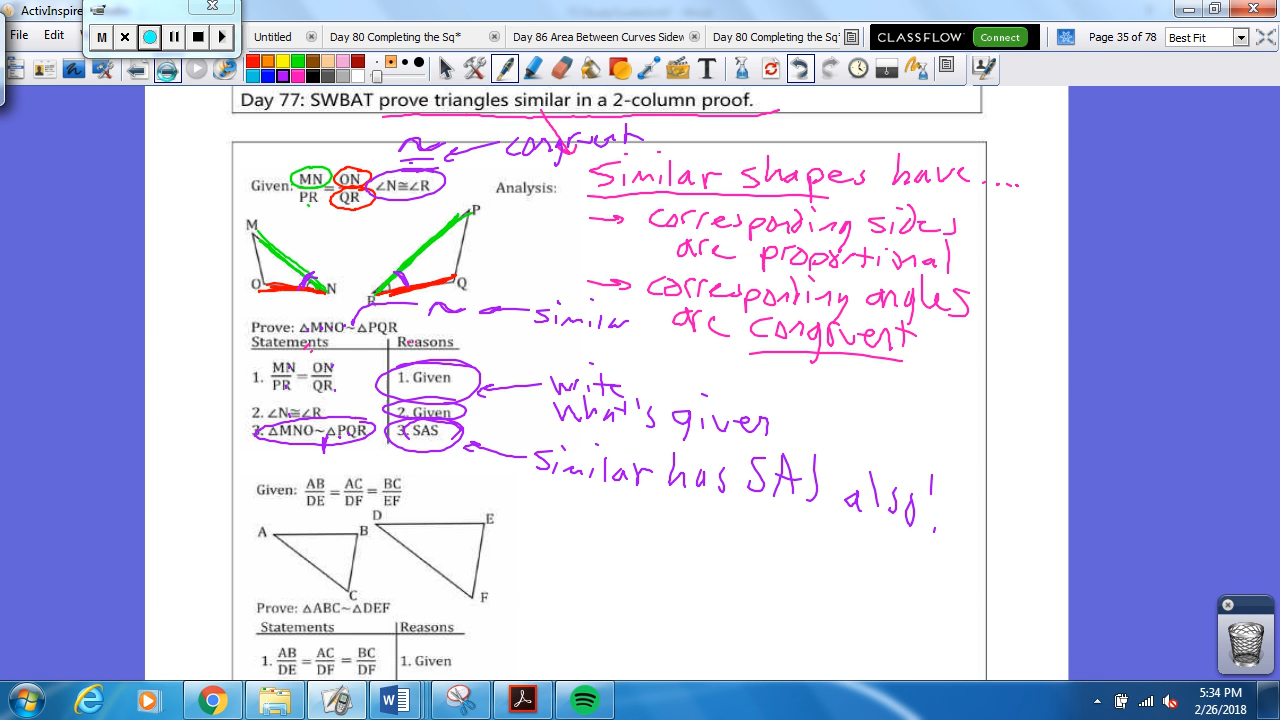 ActivInspire
File Edit
M
Untitled
Day 80 Completing the Sq*
Day 86 Area Between Curves Sidew
Day 80 Completing the Sq
CLASSFLOW Connect
Page 35 of 78
Best Fit
Day 77: SWBAT prove triangles similar in a 2-column proof.
≅ ← congruent
Given: MN/PR = ON/QR ∠N≅∠R
Analysis:
Similar shapes have....
→ corresponding sides
are proportional
→ corresponding angles
are congruent
M
O
N
P
Q
R
~ ← similar
Prove: △MNO~△PQR
Statements Reasons
1. MN/PR = ON/QR 1. Given
2. ∠N≅∠R 2. Given
3. △MNO~△PQR 3. SAS
write
what's given
Similar has SAS also!
Given: AB/DE = AC/DF = BC/EF
A
B
C
D
E
F
Prove: △ABC~△DEF
Statements Reasons
1. AB/DE = AC/DF = BC/DF 1. Given
5:34 PM
2/26/2018